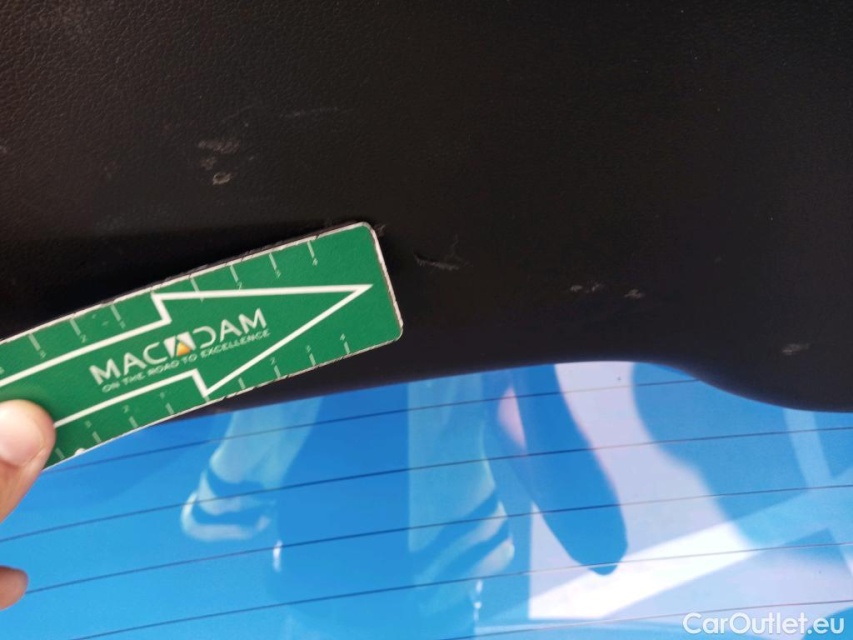 MACADAM
ON THE ROAD TO EXCELLENCE
CarOutlet.eu